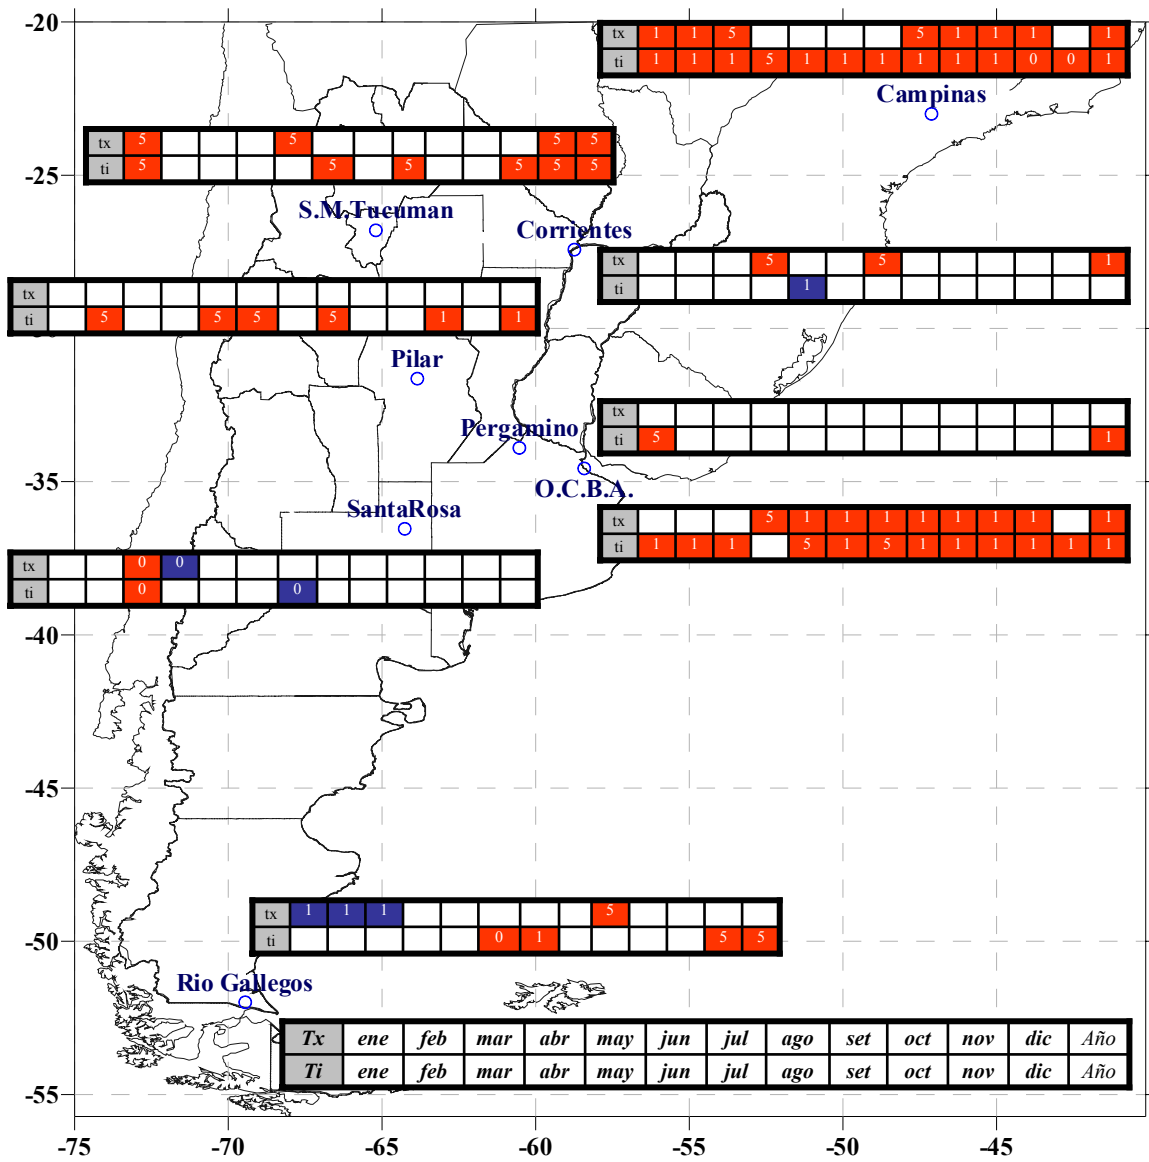 -20
tx 1 1 5 5 1 1 1 1
ti 1 1 1 5 1 1 1 1 1 1 0 0 1
Campinas
tx 5 5 5 5
ti 5 5 5 5 5 5
-25
S.M.Tucuman
Corrientes
tx 5 5 1
ti 1
tx
ti 5 5 5 5 1 1
Pilar
tx
ti 5 1
Pergamino
-35
O.C.B.A.
SantaRosa
tx 5 1 1 1 1 1 1 1 1
ti 1 1 1 5 1 5 1 1 1 1 1 1
tx 0 0
ti 0 0
-40
-45
tx 1 1 1 5
ti 0 1 5 5
-50
Rio Gallegos
Tx ene feb mar abr may jun jul ago set oct nov dic Año
Ti ene feb mar abr may jun jul ago set oct nov dic Año
-55
-75 -70 -65 -60 -55 -50 -45